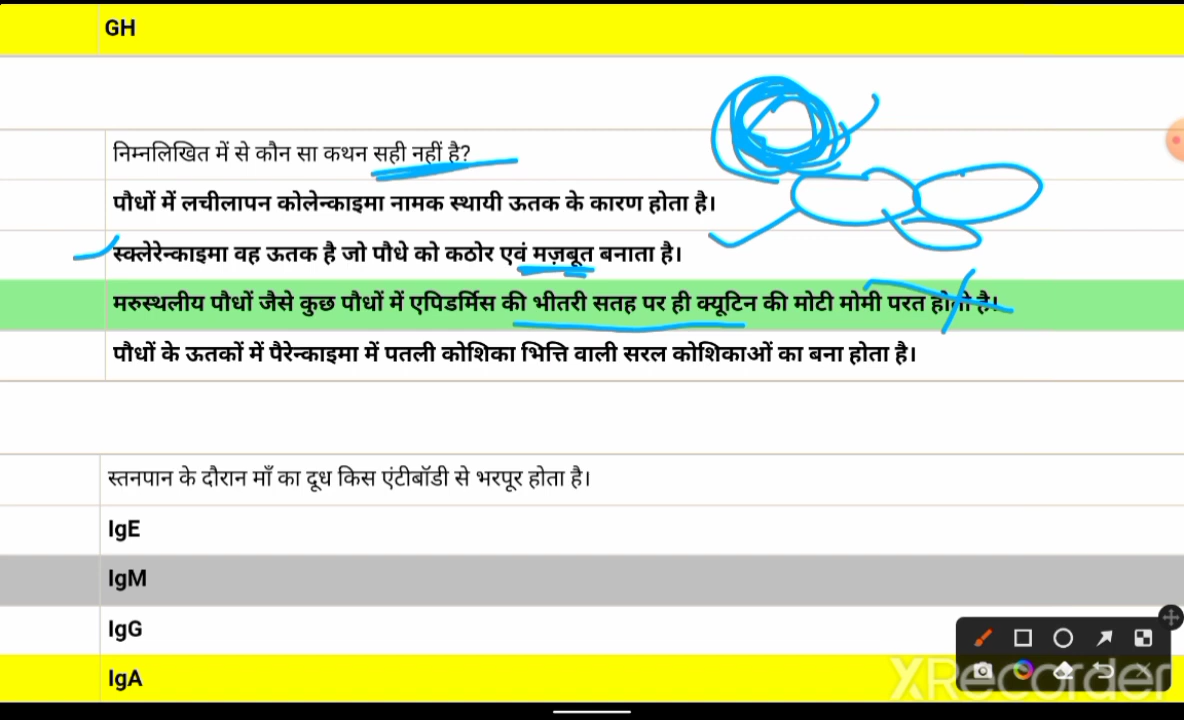 GH
निम्नलिखित में से कौन सा कथन सही नहीं है?
पौधों में लचीलापन कोलेन्काइमा नामक स्थायी ऊतक के कारण होता है।
स्क्लेरेन्काइमा वह ऊतक है जो पौधे को कठोर एवं मज़बूत बनाता है।
मरुस्थलीय पौधों जैसे कुछ पौधों में एपिडर्मिस की भीतरी सतह पर ही क्यूटिन की मोटी मोमी परत होती है।
पौधों के ऊतकों में पैरेन्काइमा में पतली कोशिका भित्ति वाली सरल कोशिकाओं का बना होता है।
स्तनपान के दौरान माँ का दूध किस एंटीबॉडी से भरपूर होता है।
IgE
IgM
IgG
IgA
XRecorder